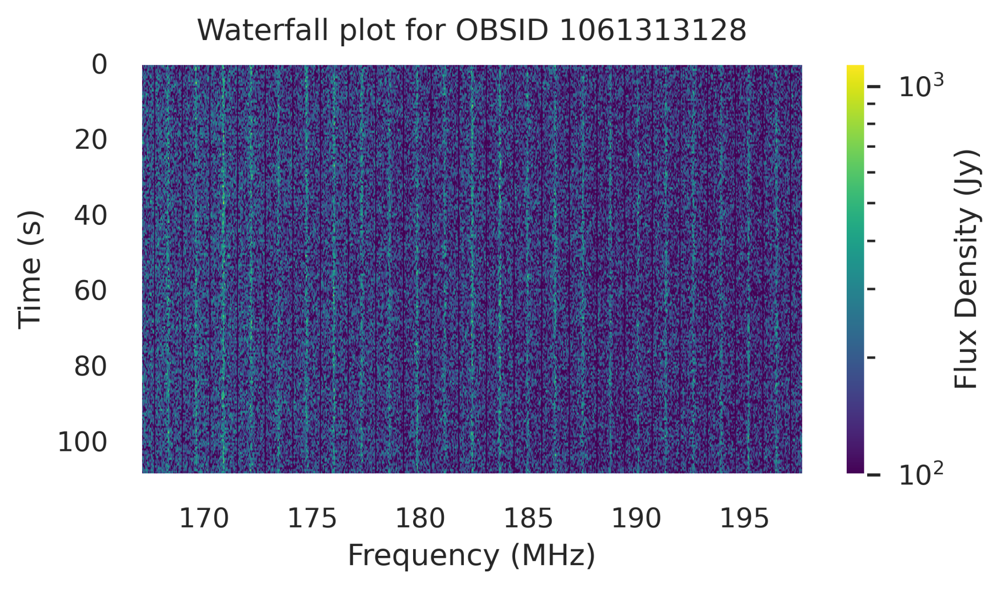 Waterfall plot for OBSID 1061313128
0
20
40
60
80
100
Time (s)
170 175 180 185 190 195
Frequency (MHz)
10³
10²
Flux Density (Jy)